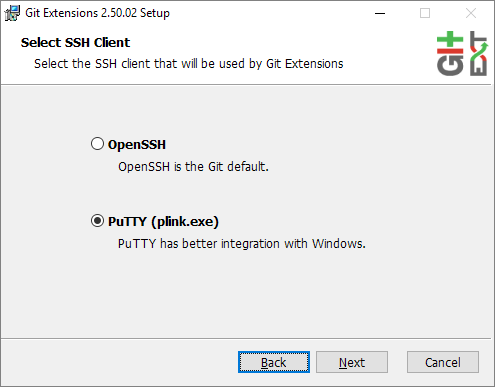 Git Extensions 2.50.02 Setup
Select SSH Client
Select the SSH client that will be used by Git Extensions
Git
EXT
OpenSSH
OpenSSH is the Git default.
PuTTY (plink.exe)
PuTTY has better integration with Windows.
Back Next Cancel